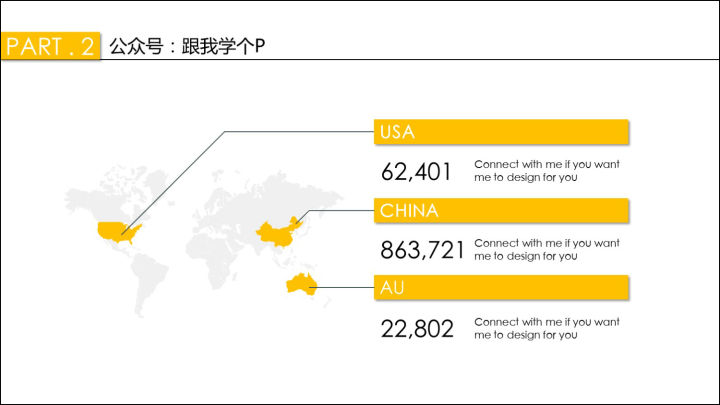 PART . 2 公众号：跟我学个P
USA
62,401
Connect with me if you want
me to design for you
CHINA
863,721
Connect with me if you want
me to design for you
AU
22,802
Connect with me if you want
me to design for you